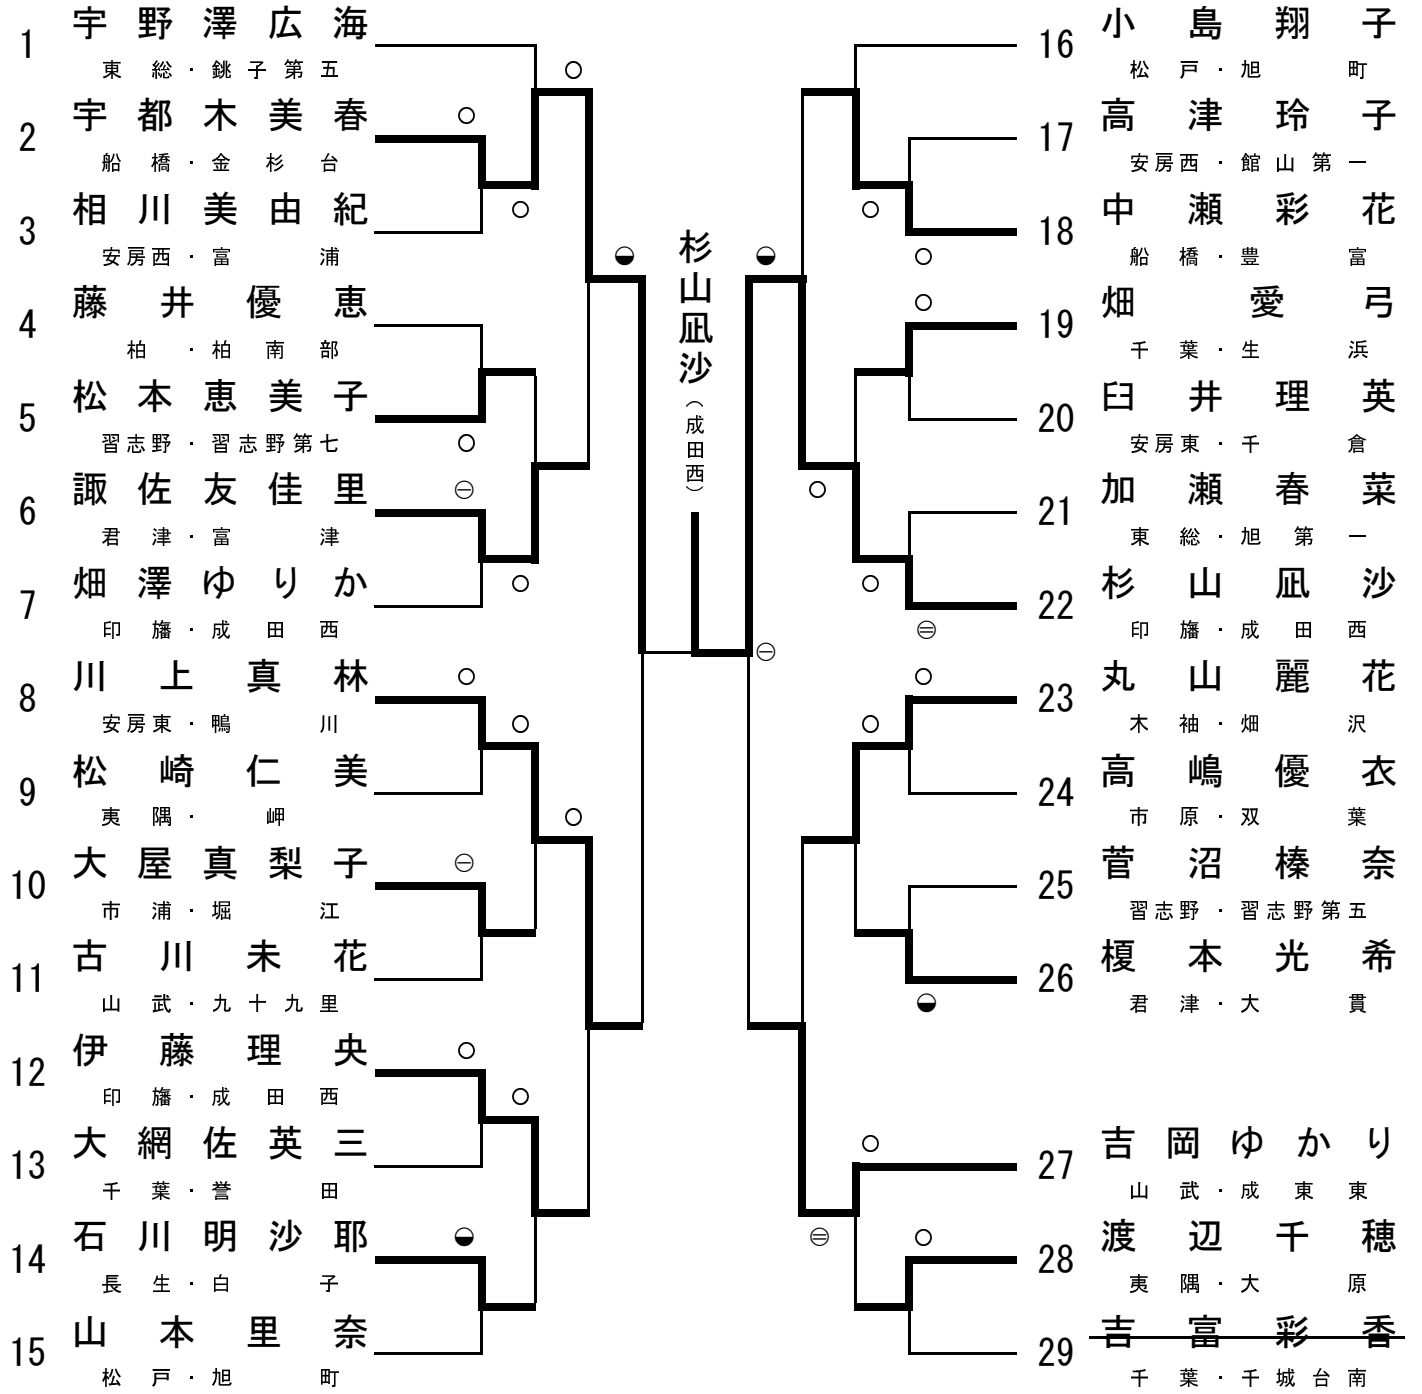 1 宇野澤広海
東総・銚子第五
2 宇都木美春
船橋・金杉台
3 相川美由紀
安房西・富浦
4 藤井優恵
柏・柏南部
5 松本恵美子
習志野・習志野第七
6 諏佐友佳里
君津・富津
7 畑澤ゆりか
印旛・成田西
8 川上真林
安房東・鴨川
9 松崎仁美
夷隅・岬
10 大屋真梨子
市浦・堀江
11 古川未花
山武・九十九里
12 伊藤理央
印旛・成田西
13 大網佐英三
千葉・誉田
14 石川明沙耶
長生・白子
15 山本里奈
松戸・旭町
杉山凪沙（成田西）
16 小島翔子
松戸・旭町
17 高津玲子
安房西・館山第一
18 中瀬彩花
船橋・豊富
19 畑愛弓
千葉・生浜
20 臼井理英
安房東・千倉
21 加瀬春菜
東総・旭第一
22 杉山凪沙
印旛・成田西
23 丸山麗花
木袖・畑沢
24 高嶋優衣
市原・双葉
25 菅沼榛奈
習志野・習志野第五
26 榎本光希
君津・大貫
27 吉岡ゆかり
山武・成東東
28 渡辺千穂
夷隅・大原
29 吉富彩香
千葉・千城台南